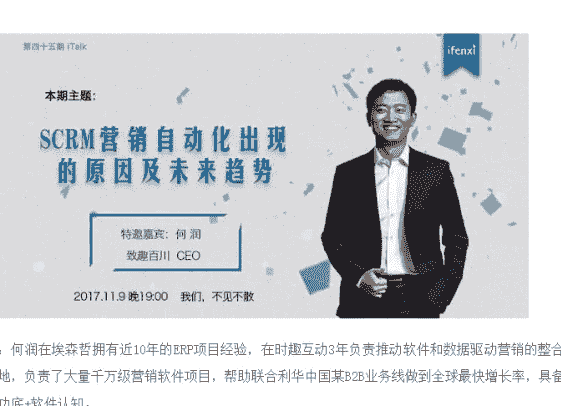 第四十五期 iTalk
ifenxi
本期主题：
SCRM营销自动化出现
的原因及未来趋势
特邀嘉宾：何 润
致趣百川 CEO
2017.11.9 晚19:00 我们，不见不散
：何润在埃森哲拥有近10年的ERP项目经验，在时趣互动3年负责推动软件和数据驱动营销的整合
地，负责了大量千万级营销软件项目，帮助联合利华中国某B2B业务线做到全球最快增长率，具备
功底+软件认知。